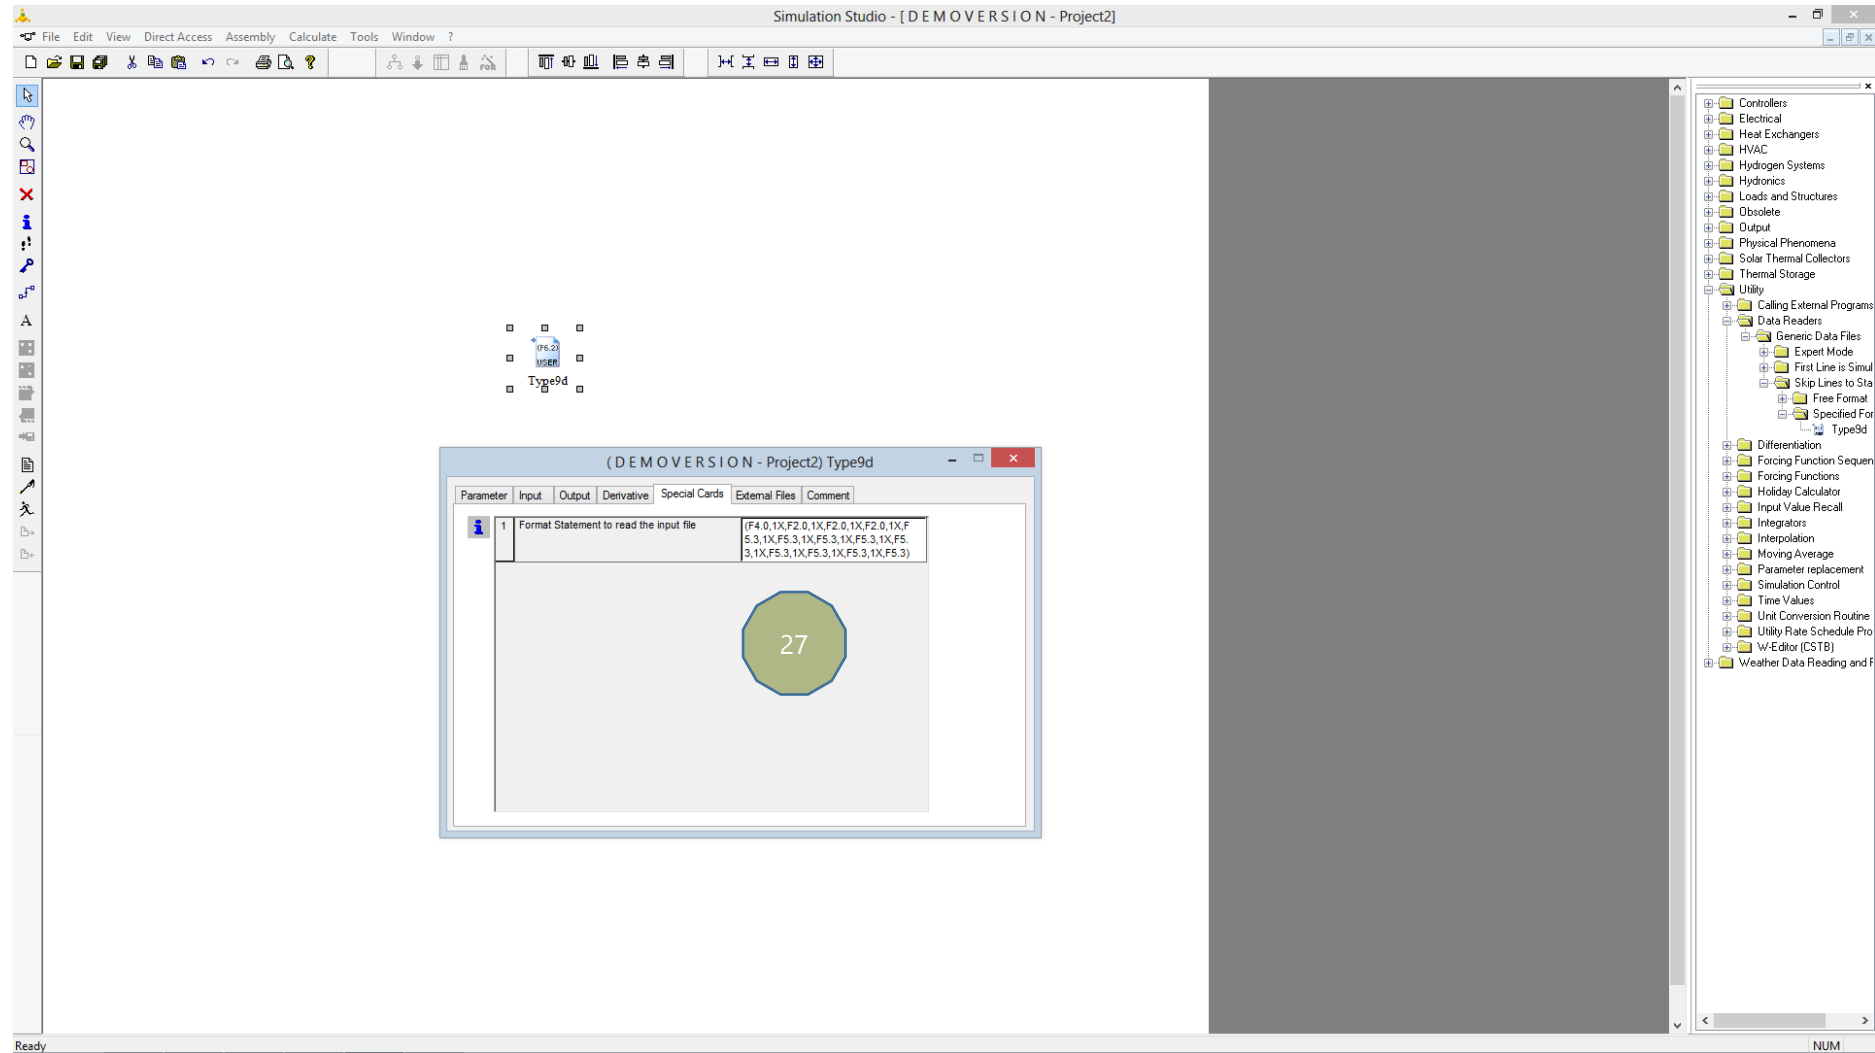 Simulation Studio - [ D E M O V E R S I O N - Project2]
File Edit View Direct Access Assembly Calculate Tools Window ?
FOR
A
(F6.2)
USER
Type9d
( D E M O V E R S I O N - Project2) Type9d
Parameter Input Output Derivative Special Cards External Files Comment
1 Format Statement to read the input file
(F4.0,1X,F2.0,1X,F2.0,1X,F2.0,1X,F
5.3,1X,F5.3,1X,F5.3,1X,F5.3,1X,F5.
3,1X,F5.3,1X,F5.3,1X,F5.3,1X,F5.3)
27
Controllers
Electrical
Heat Exchangers
HVAC
Hydrogen Systems
Hydronics
Loads and Structures
Obsolete
Output
Physical Phenomena
Solar Thermal Collectors
Thermal Storage
Utility
Calling External Programs
Data Readers
Generic Data Files
Expert Mode
First Line is Simul
Skip Lines to Sta
Free Format
Specified For
Type9d
Differentiation
Forcing Function Sequen
Forcing Functions
Holiday Calculator
Input Value Recall
Integrators
Interpolation
Moving Average
Parameter replacement
Simulation Control
Time Values
Unit Conversion Routine
Utility Rate Schedule Pro
W-Editor (CSTB)
Weather Data Reading and F
Ready
NUM